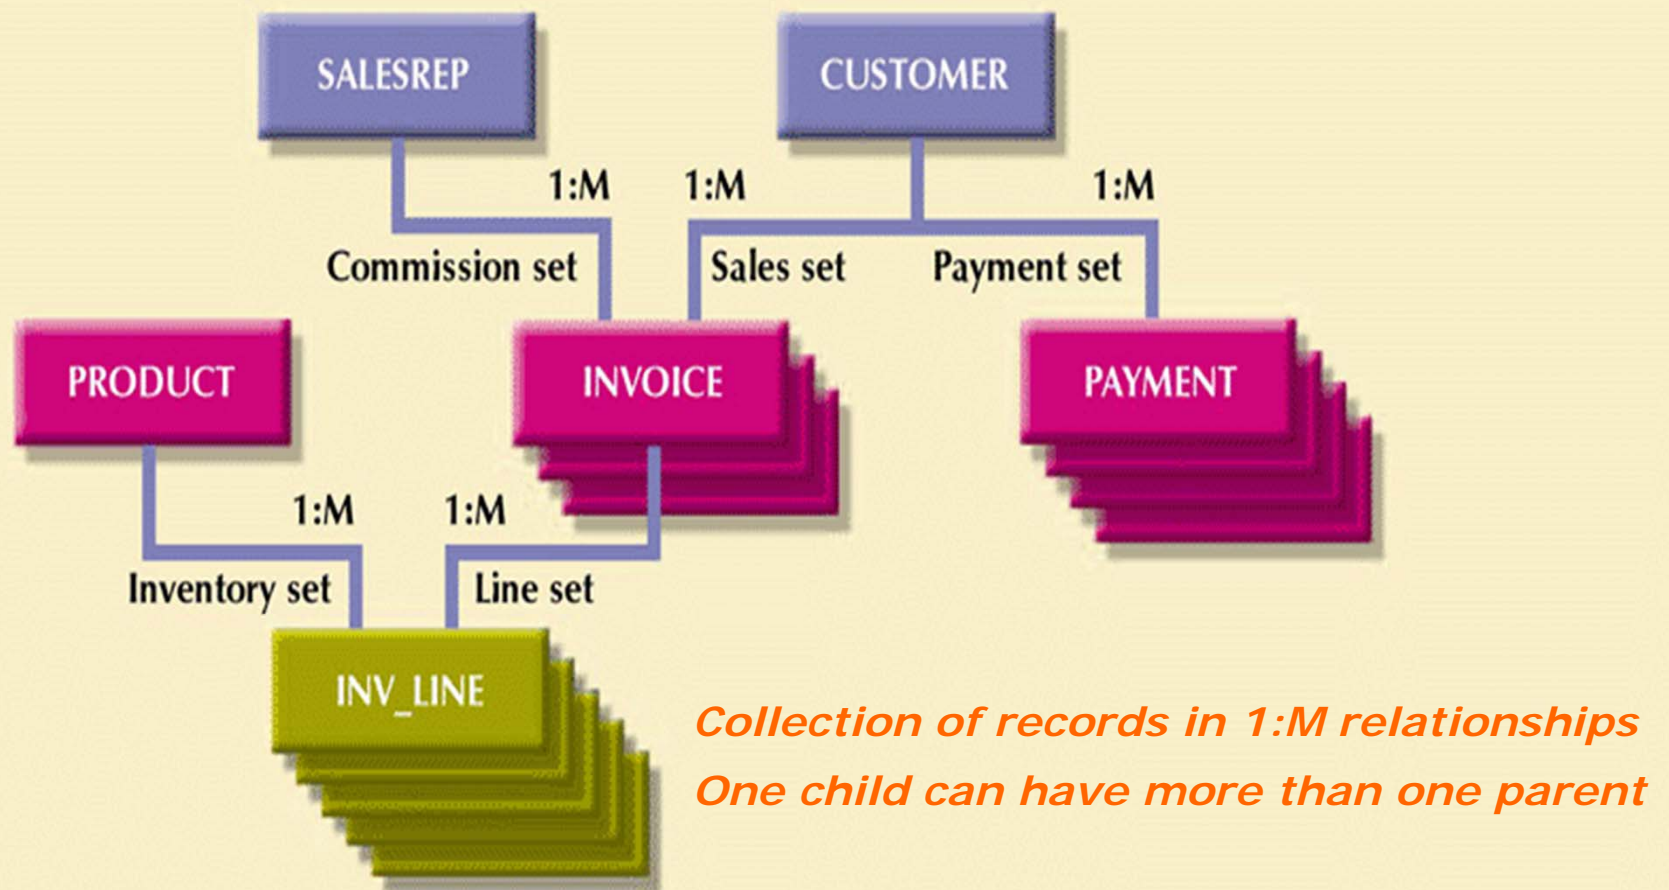 SALESREP
CUSTOMER
1:M
1:M
1:M
Commission set
Sales set
Payment set
PRODUCT
INVOICE
PAYMENT
1:M
1:M
Inventory set
Line set
INV_LINE
Collection of records in 1:M relationships
One child can have more than one parent